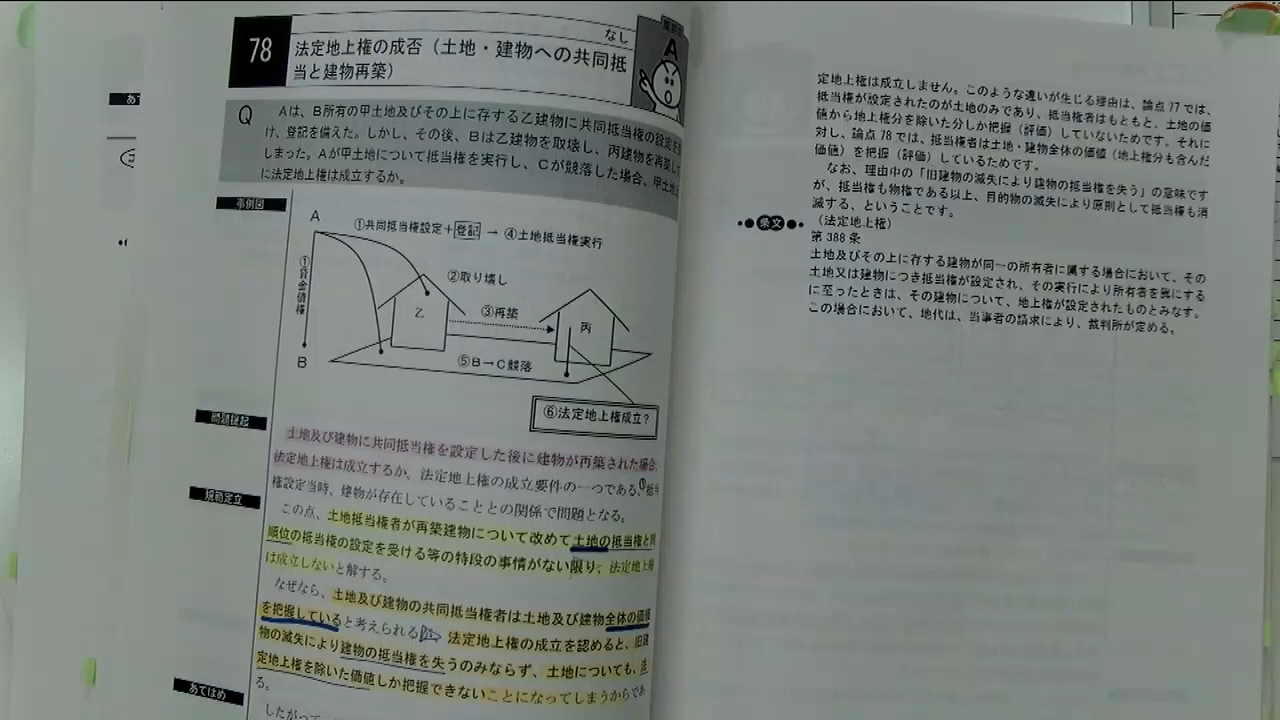 78
なし
法定地上権の成否（土地・建物への共同抵
当と建物再築）
A
Q
Aは、B所有の甲土地及びその上に存する乙建物に共同抵当権の設定を
け、登記を備えた。しかし、その後、Bは乙建物を取壊し、丙建物を再築し
しまった。Aが甲土地について抵当権を実行し、Cが競落した場合、甲土地
に法定地上権は成立するか。
事例図
A
①共同抵当権設定＋登記 → ④土地抵当権実行
②取り壊し
①貸金債権
乙
③再築
丙
B
⑤B→C競落
⑥法定地上権成立？
問題提起
土地及び建物に共同抵当権を設定した後に建物が再築された場合、
法定地上権は成立するか。法定地上権の成立要件の一つである、①抵当
権設定当時、建物が存在していることとの関係で問題となる。
規範定立
この点、土地抵当権者が再築建物について改めて土地の抵当権と同
順位の抵当権の設定を受ける等の特段の事情がない限り、法定地上権
は成立しないと解する。
なぜなら、土地及び建物の共同抵当権者は土地及び建物全体の価値
を把握していると考えられる 法定地上権の成立を認めると、旧建
物の滅失により建物の抵当権を失うのみならず、土地についても、法
定地上権を除いた価値しか把握できないことになってしまうからであ
る。
あてはめ
したがって
定地上権は成立しません。このような違いが生じる理由は、論点77では、
抵当権が設定されたのが土地のみであり、抵当権者はもともと、土地の価
値から地上権分を除いた分しか把握（評価）していないためです。それに
対し、論点78では、抵当権者は土地・建物全体の価値（地上権分も含んだ
価値）を把握（評価）しているためです。
なお、理由中の「旧建物の滅失により建物の抵当権を失う」の意味です
が、抵当権も物権である以上、目的物の滅失により原則として抵当権も消
滅する、ということです。
条文
（法定地上権）
第388条
土地及びその上に存する建物が同一の所有者に属する場合において、その
土地又は建物につき抵当権が設定され、その実行により所有者を異にする
に至ったときは、その建物について、地上権が設定されたものとみなす。
この場合において、地代は、当事者の請求により、裁判所が定める。